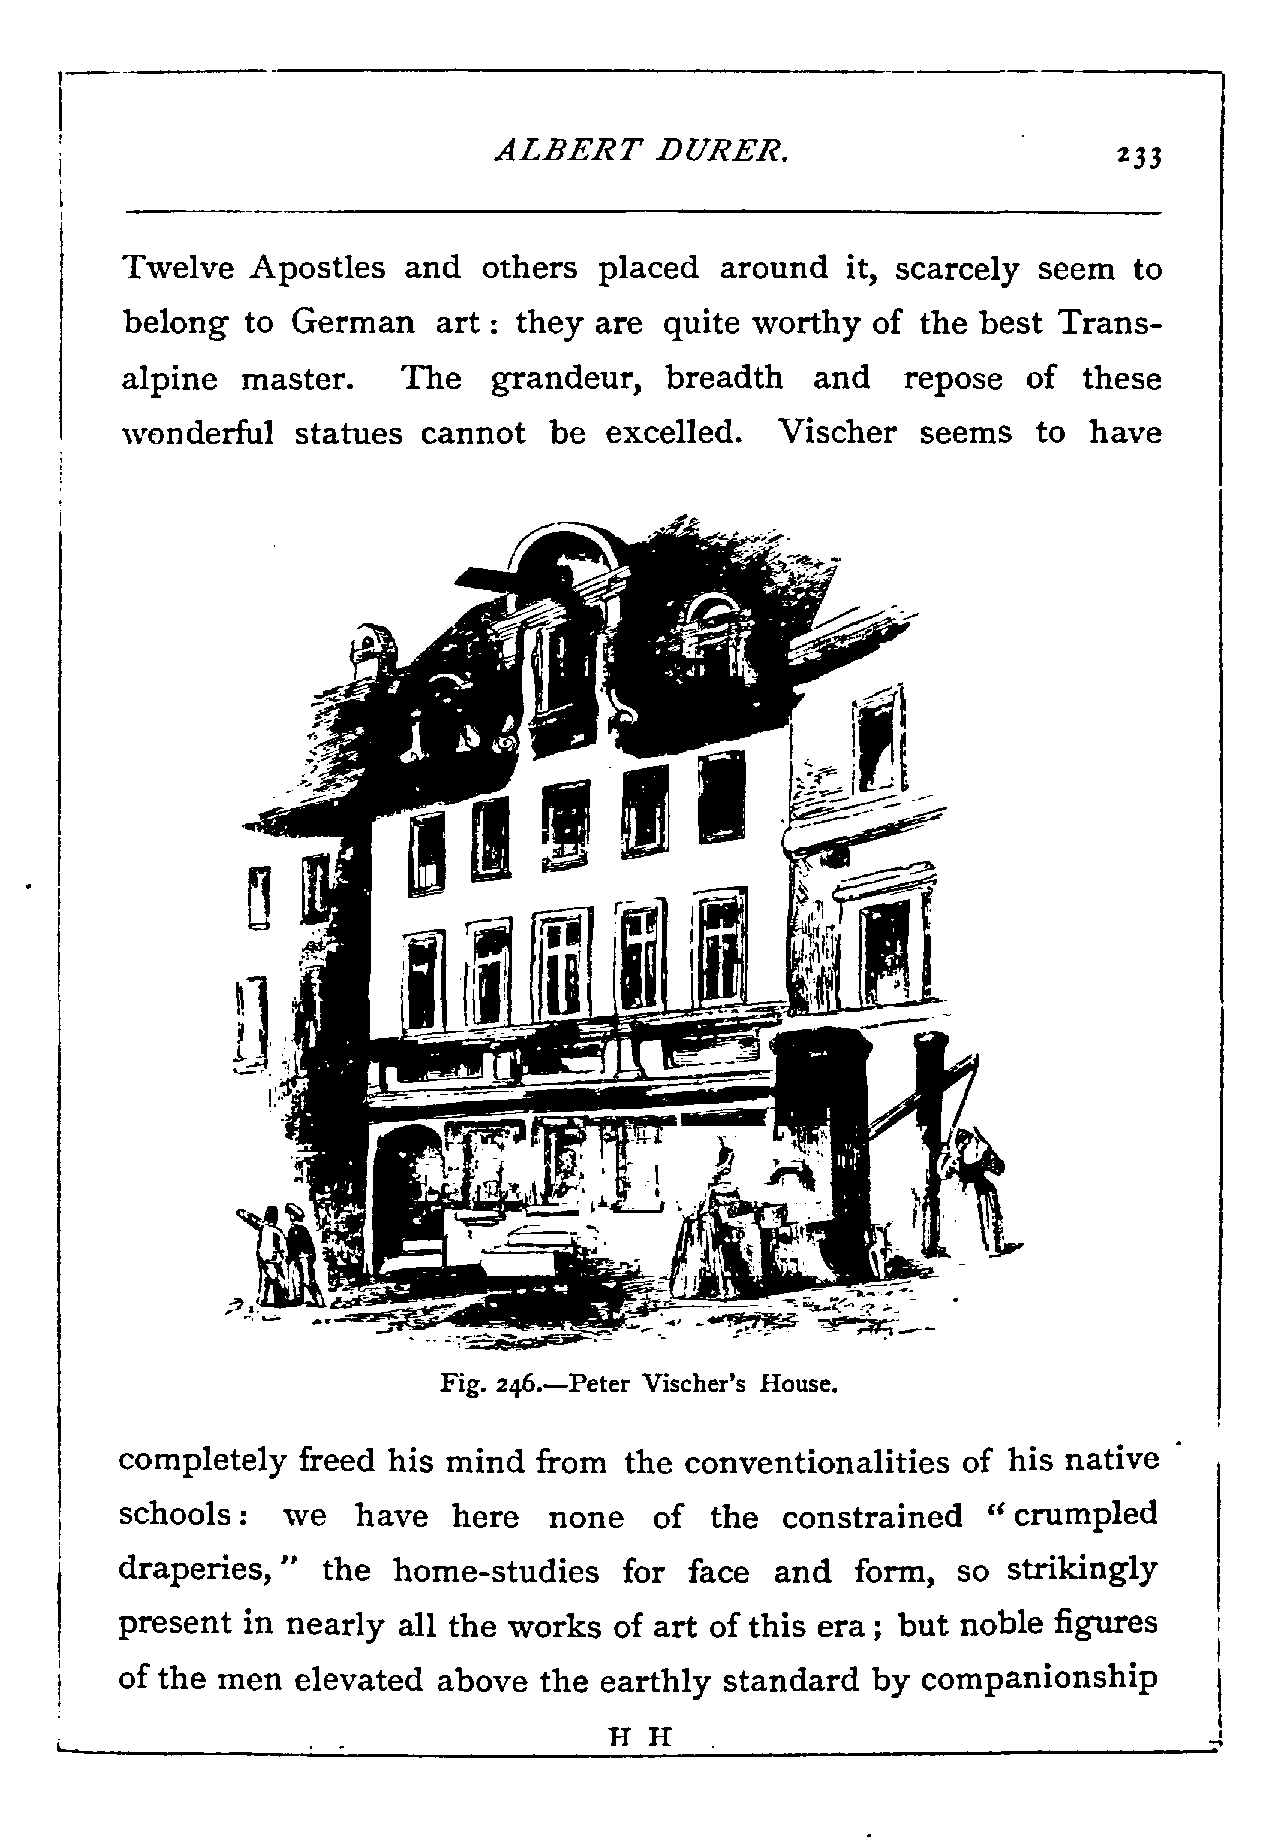 ALBERT DURER. 233
Twelve Apostles and others placed around it, scarcely seem to
belong to German art : they are quite worthy of the best Trans-
alpine master. The grandeur, breadth and repose of these
wonderful statues cannot be excelled. Vischer seems to have
Fig. 246.—Peter Vischer's House.
completely freed his mind from the conventionalities of his native
schools: we have here none of the constrained "crumpled
draperies," the home-studies for face and form, so strikingly
present in nearly all the works of art of this era ; but noble figures
of the men elevated above the earthly standard by companionship
H H